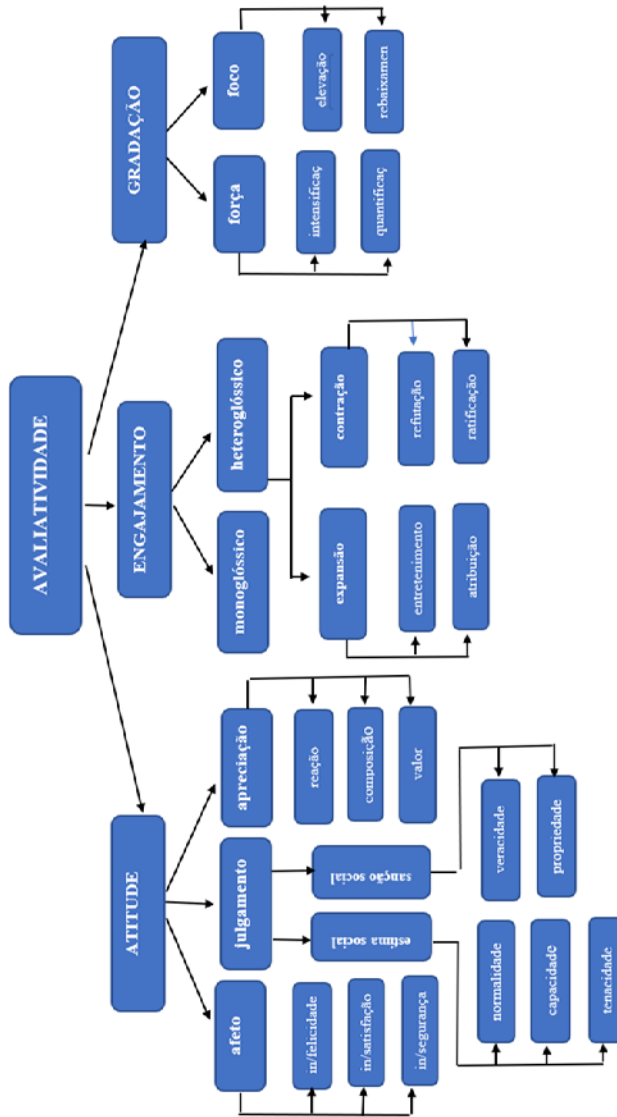 AVALIATIVIDADE
ATITUDE
ENGAJAMENTO
GRADAÇÃO
afeto
julgamento
apreciação
monoglóssico
heteroglóssico
força
foco
in/felicidade
in/satisfação
in/segurança
estima social
sanção social
reação
composição
valor
normalidade
capacidade
tenacidade
veracidade
propriedade
expansão
contração
entretenimento
atribuição
refutação
ratificação
intensificaç
quantificaç
elevação
rebaixamen